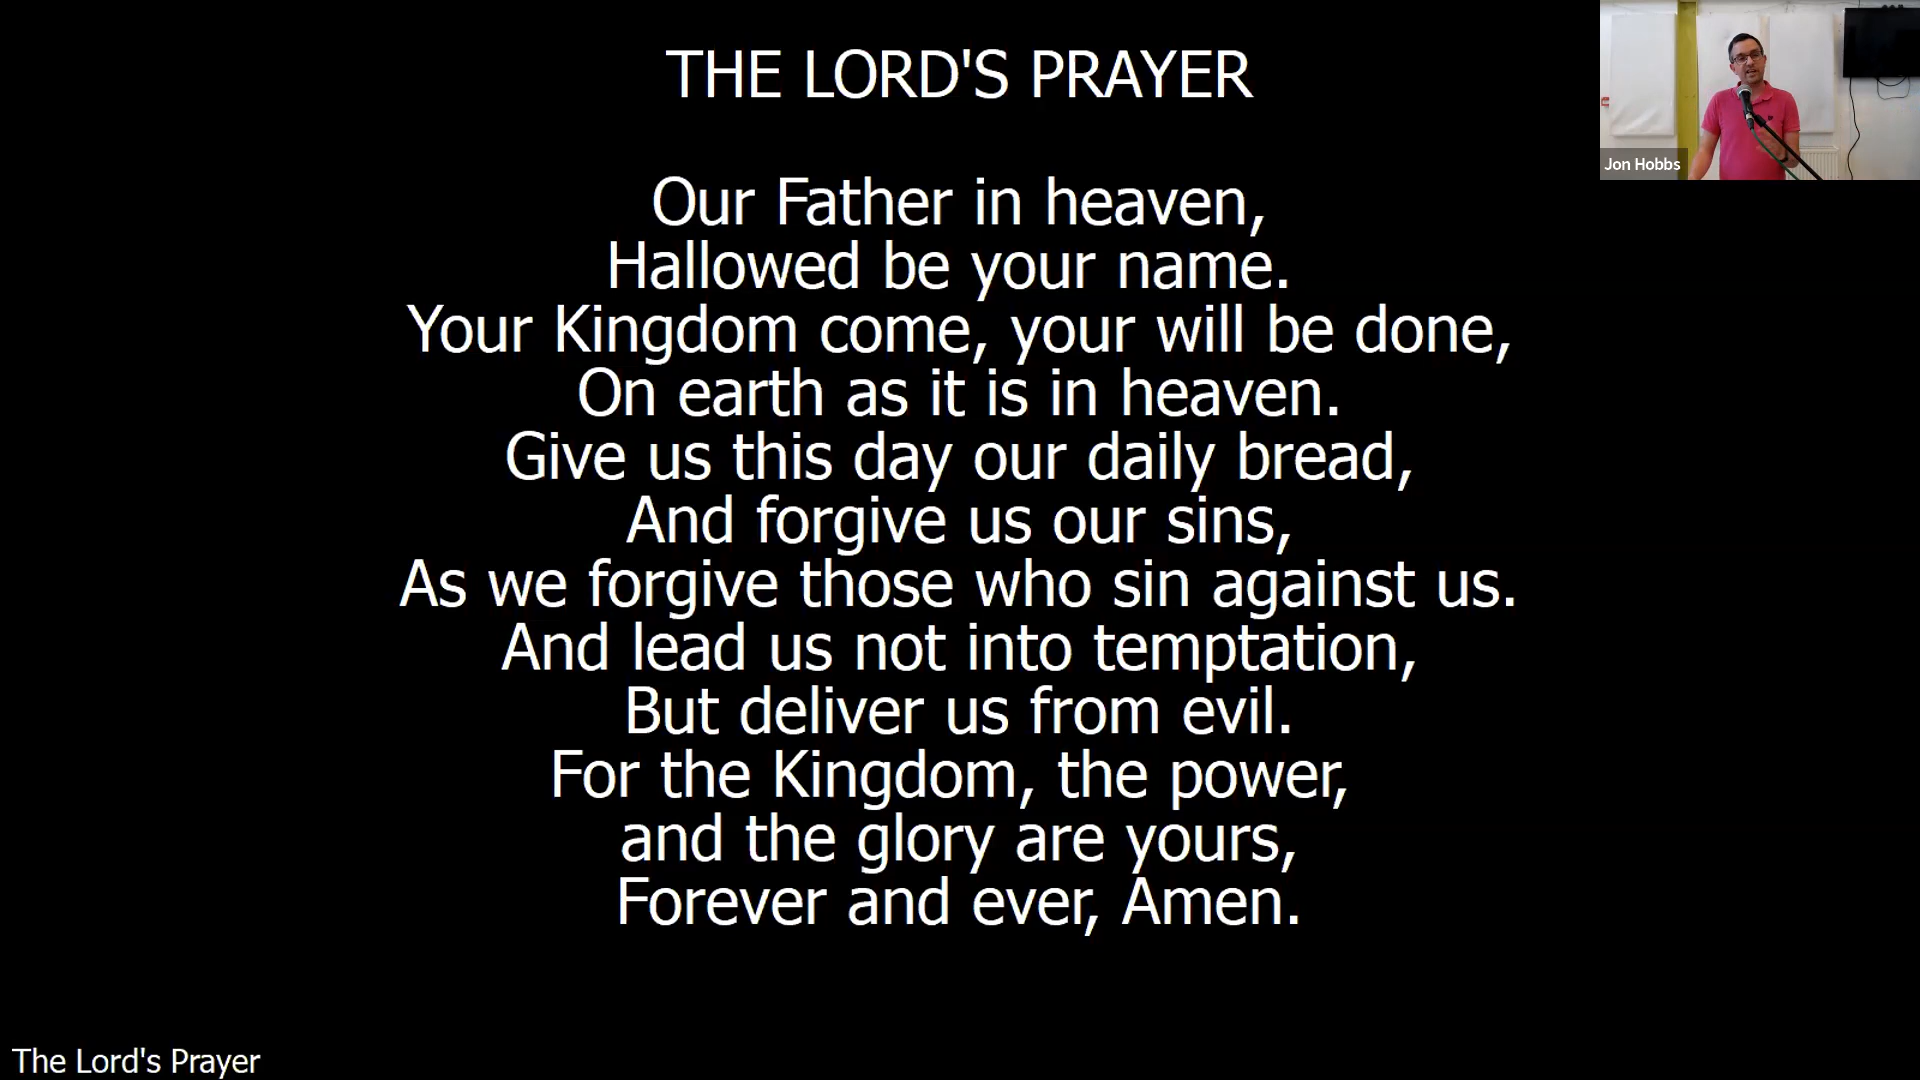 THE LORD'S PRAYER
Our Father in heaven,
Hallowed be your name.
Your Kingdom come, your will be done,
On earth as it is in heaven.
Give us this day our daily bread,
And forgive us our sins,
As we forgive those who sin against us.
And lead us not into temptation,
But deliver us from evil.
For the Kingdom, the power,
and the glory are yours,
Forever and ever, Amen.
Jon Hobbs
The Lord's Prayer